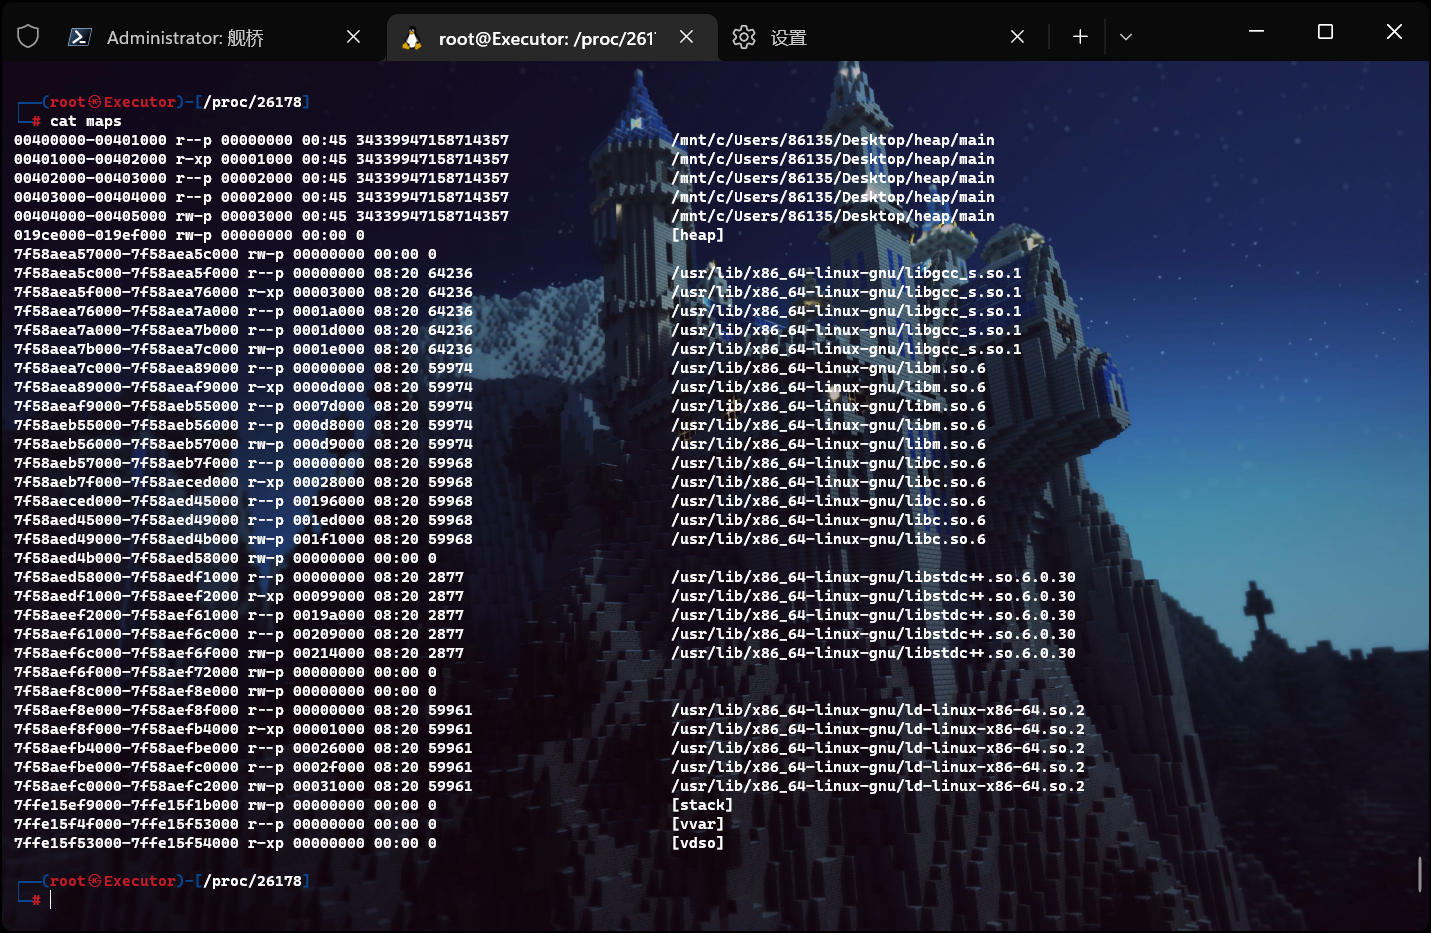 Administrator: 舰桥
root@Executor: /proc/261
设置
┌──(root㉿Executor)-[/proc/26178]
└─# cat maps
00400000-00401000 r--p 00000000 00:45 34339947158714357 /mnt/c/Users/86135/Desktop/heap/main
00401000-00402000 r-xp 00001000 00:45 34339947158714357 /mnt/c/Users/86135/Desktop/heap/main
00402000-00403000 r--p 00002000 00:45 34339947158714357 /mnt/c/Users/86135/Desktop/heap/main
00403000-00404000 r--p 00002000 00:45 34339947158714357 /mnt/c/Users/86135/Desktop/heap/main
00404000-00405000 rw-p 00003000 00:45 34339947158714357 /mnt/c/Users/86135/Desktop/heap/main
019ce000-019ef000 rw-p 00000000 00:00 0 [heap]
7f58aea57000-7f58aea5c000 rw-p 00000000 00:00 0
7f58aea5c000-7f58aea5f000 r--p 00000000 08:20 64236 /usr/lib/x86_64-linux-gnu/libgcc_s.so.1
7f58aea5f000-7f58aea76000 r-xp 00003000 08:20 64236 /usr/lib/x86_64-linux-gnu/libgcc_s.so.1
7f58aea76000-7f58aea7a000 r--p 0001a000 08:20 64236 /usr/lib/x86_64-linux-gnu/libgcc_s.so.1
7f58aea7a000-7f58aea7b000 r--p 0001d000 08:20 64236 /usr/lib/x86_64-linux-gnu/libgcc_s.so.1
7f58aea7b000-7f58aea7c000 rw-p 0001e000 08:20 64236 /usr/lib/x86_64-linux-gnu/libgcc_s.so.1
7f58aea7c000-7f58aea89000 r--p 00000000 08:20 59974 /usr/lib/x86_64-linux-gnu/libm.so.6
7f58aea89000-7f58aeaf9000 r-xp 0000d000 08:20 59974 /usr/lib/x86_64-linux-gnu/libm.so.6
7f58aeaf9000-7f58aeb55000 r--p 0007d000 08:20 59974 /usr/lib/x86_64-linux-gnu/libm.so.6
7f58aeb55000-7f58aeb56000 r--p 000d8000 08:20 59974 /usr/lib/x86_64-linux-gnu/libm.so.6
7f58aeb56000-7f58aeb57000 rw-p 000d9000 08:20 59974 /usr/lib/x86_64-linux-gnu/libm.so.6
7f58aeb57000-7f58aeb7f000 r--p 00000000 08:20 59968 /usr/lib/x86_64-linux-gnu/libc.so.6
7f58aeb7f000-7f58aeced000 r-xp 00028000 08:20 59968 /usr/lib/x86_64-linux-gnu/libc.so.6
7f58aeced000-7f58aed45000 r--p 00196000 08:20 59968 /usr/lib/x86_64-linux-gnu/libc.so.6
7f58aed45000-7f58aed49000 r--p 001ed000 08:20 59968 /usr/lib/x86_64-linux-gnu/libc.so.6
7f58aed49000-7f58aed4b000 rw-p 001f1000 08:20 59968 /usr/lib/x86_64-linux-gnu/libc.so.6
7f58aed4b000-7f58aed58000 rw-p 00000000 00:00 0
7f58aed58000-7f58aedf1000 r--p 00000000 08:20 2877 /usr/lib/x86_64-linux-gnu/libstdc++.so.6.0.30
7f58aedf1000-7f58aeef2000 r-xp 00099000 08:20 2877 /usr/lib/x86_64-linux-gnu/libstdc++.so.6.0.30
7f58aeef2000-7f58aef61000 r--p 0019a000 08:20 2877 /usr/lib/x86_64-linux-gnu/libstdc++.so.6.0.30
7f58aef61000-7f58aef6c000 r--p 00209000 08:20 2877 /usr/lib/x86_64-linux-gnu/libstdc++.so.6.0.30
7f58aef6c000-7f58aef6f000 rw-p 00214000 08:20 2877 /usr/lib/x86_64-linux-gnu/libstdc++.so.6.0.30
7f58aef6f000-7f58aef72000 rw-p 00000000 00:00 0
7f58aef8c000-7f58aef8e000 rw-p 00000000 00:00 0
7f58aef8e000-7f58aef8f000 r--p 00000000 08:20 59961 /usr/lib/x86_64-linux-gnu/ld-linux-x86-64.so.2
7f58aef8f000-7f58aefb4000 r-xp 00001000 08:20 59961 /usr/lib/x86_64-linux-gnu/ld-linux-x86-64.so.2
7f58aefb4000-7f58aefbe000 r--p 00026000 08:20 59961 /usr/lib/x86_64-linux-gnu/ld-linux-x86-64.so.2
7f58aefbe000-7f58aefc0000 r--p 0002f000 08:20 59961 /usr/lib/x86_64-linux-gnu/ld-linux-x86-64.so.2
7f58aefc0000-7f58aefc2000 rw-p 00031000 08:20 59961 /usr/lib/x86_64-linux-gnu/ld-linux-x86-64.so.2
7ffe15ef9000-7ffe15f1b000 rw-p 00000000 00:00 0 [stack]
7ffe15f4f000-7ffe15f53000 r--p 00000000 00:00 0 [vvar]
7ffe15f53000-7ffe15f54000 r-xp 00000000 00:00 0 [vdso]
┌──(root㉿Executor)-[/proc/26178]
└─#